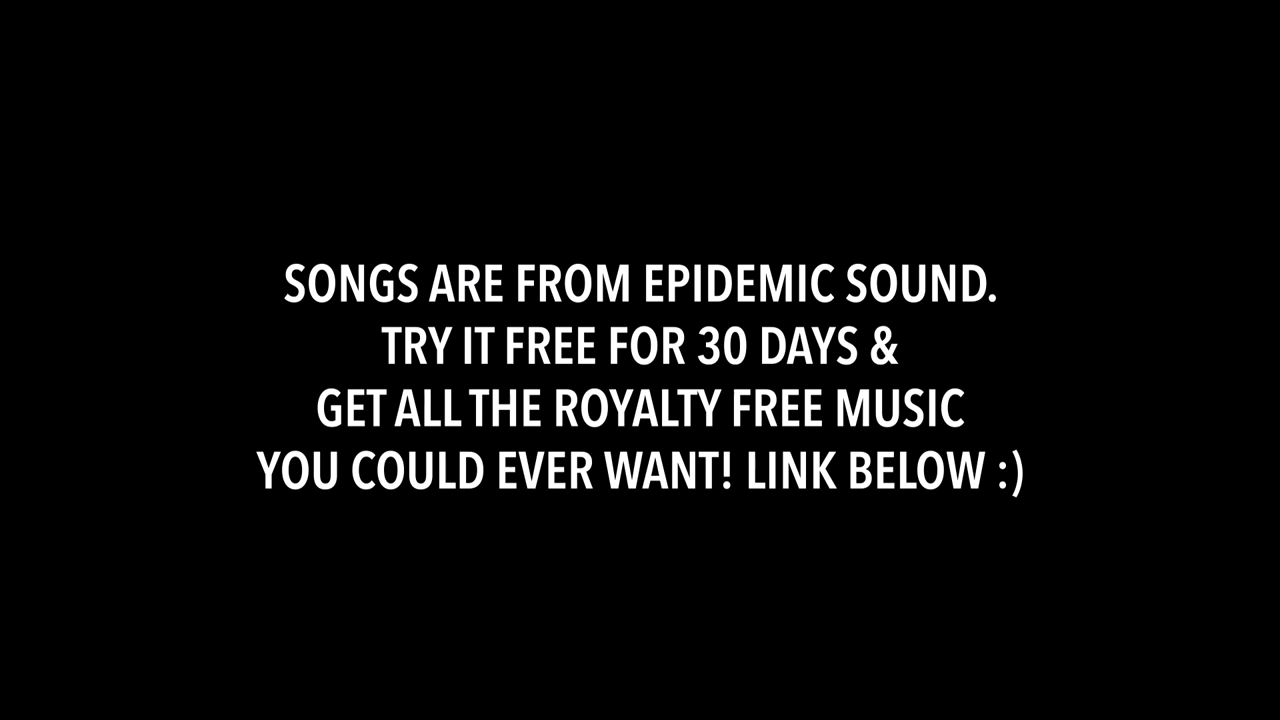 SONGS ARE FROM EPIDEMIC SOUND.
TRY IT FREE FOR 30 DAYS &
GET ALL THE ROYALTY FREE MUSIC
YOU COULD EVER WANT! LINK BELOW :)